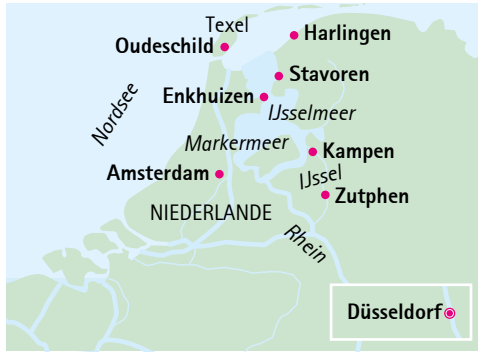 Texel
Oudeschild
Harlingen
Stavoren
Enkhuizen
IJsselmeer
Nordsee
Markermeer
Kampen
Amsterdam
IJssel
Zutphen
NIEDERLANDE
Rhein
Düsseldorf